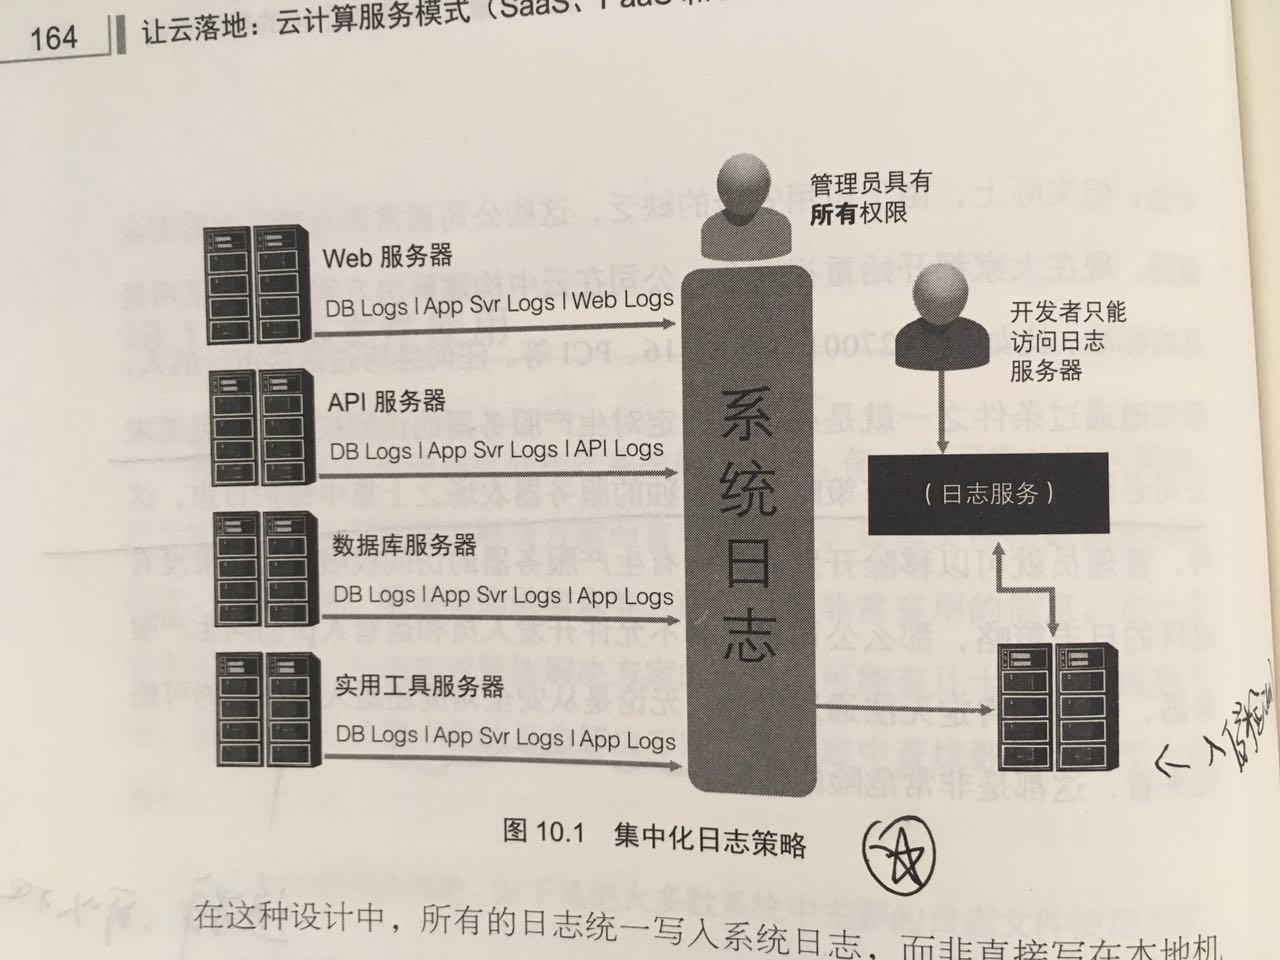 164 让云落地：云计算服务模式（SaaS、PaaS
管理员具有
所有权限
Web 服务器
DB Logs | App Svr Logs | Web Logs
开发者只能
访问日志
服务器
API 服务器
DB Logs | App Svr Logs | API Logs
系统日志
（日志服务）
数据库服务器
DB Logs | App Svr Logs | App Logs
实用工具服务器
DB Logs | App Svr Logs | App Logs
图 10.1 集中化日志策略
在这种设计中，所有的日志统一写入系统日志，而非直接写在本地机